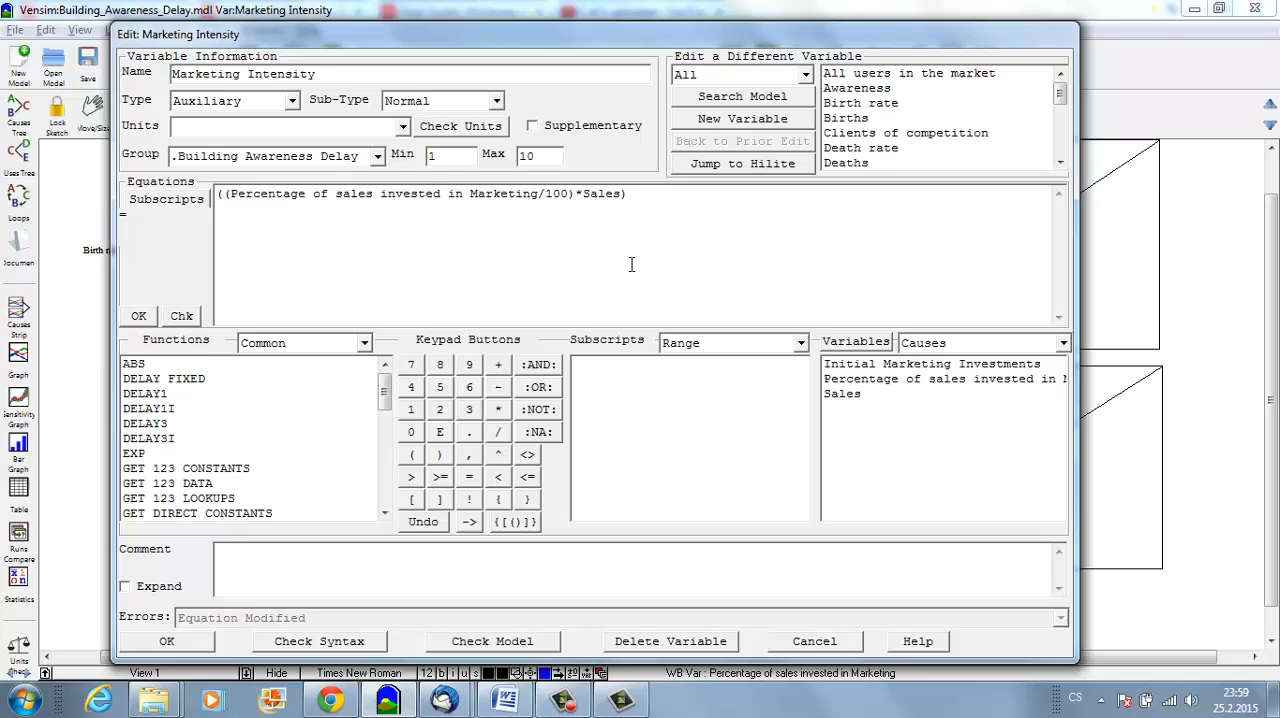 Vensim:Building_Awareness_Delay.mdl Var:Marketing Intensity
File Edit View
New Model
Open Model
Save
Causes Tree
Lock Sketch
Move/Size
Uses Tree
Loops
Documen
Causes Strip
Graph
Sensitivity Graph
Bar Graph
Table
Runs Compare
Statistics
Units
Birth
Edit: Marketing Intensity
Variable Information
Name Marketing Intensity
Type Auxiliary Sub-Type Normal
Units Check Units Supplementary
Group .Building Awareness Delay Min 1 Max 10
Edit a Different Variable
All
Search Model
New Variable
Back to Prior Edit
Jump to Hilite
All users in the market
Awareness
Birth rate
Births
Clients of competition
Death rate
Deaths
Equations
Subscripts
=
((Percentage of sales invested in Marketing/100)*Sales)
OK Chk
Functions Common
ABS
DELAY FIXED
DELAY1
DELAY1I
DELAY3
DELAY3I
EXP
GET 123 CONSTANTS
GET 123 DATA
GET 123 LOOKUPS
GET DIRECT CONSTANTS
Keypad Buttons
7 8 9 + :AND:
4 5 6 - :OR:
1 2 3 * :NOT:
0 E . / :NA:
( ) , ^ <>
> >= = < <=
[ ] ! { }
Undo -> {[()]}
Subscripts Range
Variables Causes
Initial Marketing Investments
Percentage of sales invested in
Sales
Comment
Expand
Errors: Equation Modified
OK Check Syntax Check Model Delete Variable Cancel Help
View 1 Hide Times New Roman 12 b i u s WB Var : Percentage of sales invested in Marketing
CS
23:59
25.2.2015